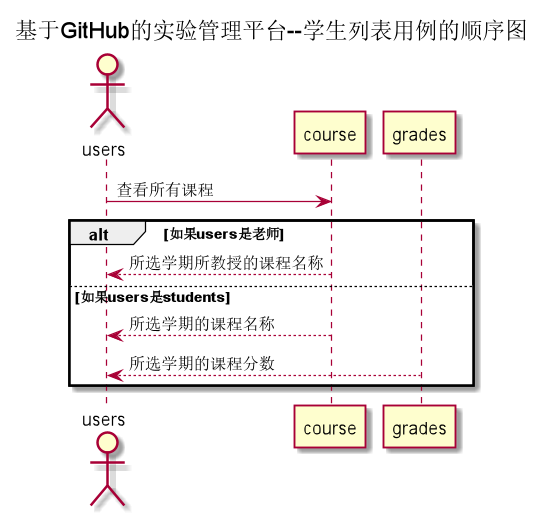 基于GitHub的实验管理平台--学生列表用例的顺序图
users
course
grades
查看所有课程
alt
[如果users是老师]
所选学期所教授的课程名称
[如果users是students]
所选学期的课程名称
所选学期的课程分数
users
course
grades